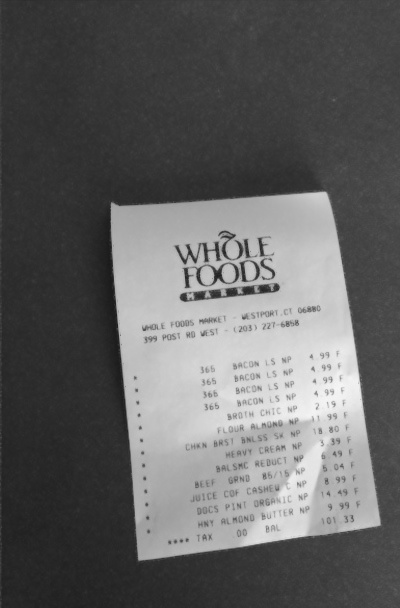 WHOLE
FOODS
MARKET
WHOLE FOODS MARKET - WESTPORT,CT 06880
399 POST RD WEST - (203) 227-6858
365 BACON LS NP 4.99 F
365 BACON LS NP 4.99 F
365 BACON LS NP 4.99 F
365 BACON LS NP 4.99 F
BROTH CHIC NP 2.19 F
FLOUR ALMOND NP 11.99 F
CHKN BRST BNLSS SK NP 18.80 F
HEAVY CREAM NP 3.39 F
BALSMC REDUCT NP 6.49 F
BEEF GRND 85/15 NP 5.04 F
JUICE COF CASHEW C NP 8.99 F
DOCS PINT ORGANIC NP 14.49 F
HNY ALMOND BUTTER NP 9.99 F
**** TAX .00 BAL 101.33